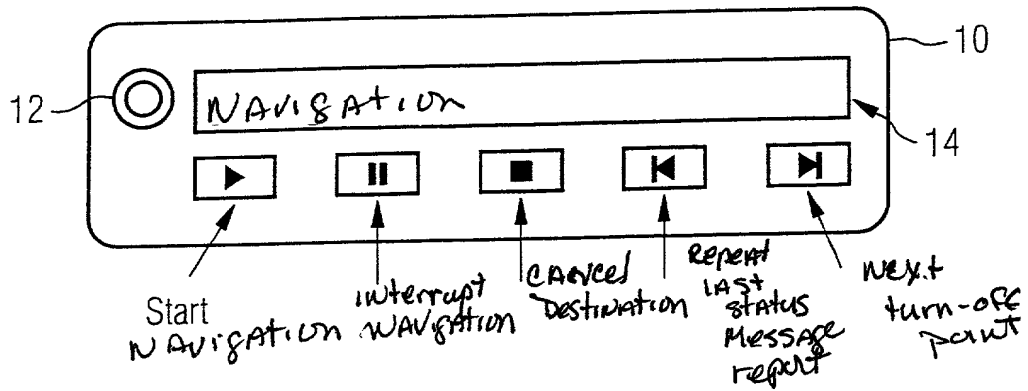 10
12
NAVIGATION
14
Start
NAVIGATION
interrupt
NAVIGATION
CANCEL
DESTINATION
REPEAT
LAST
STATUS
Message
report
Next
turn-off
point